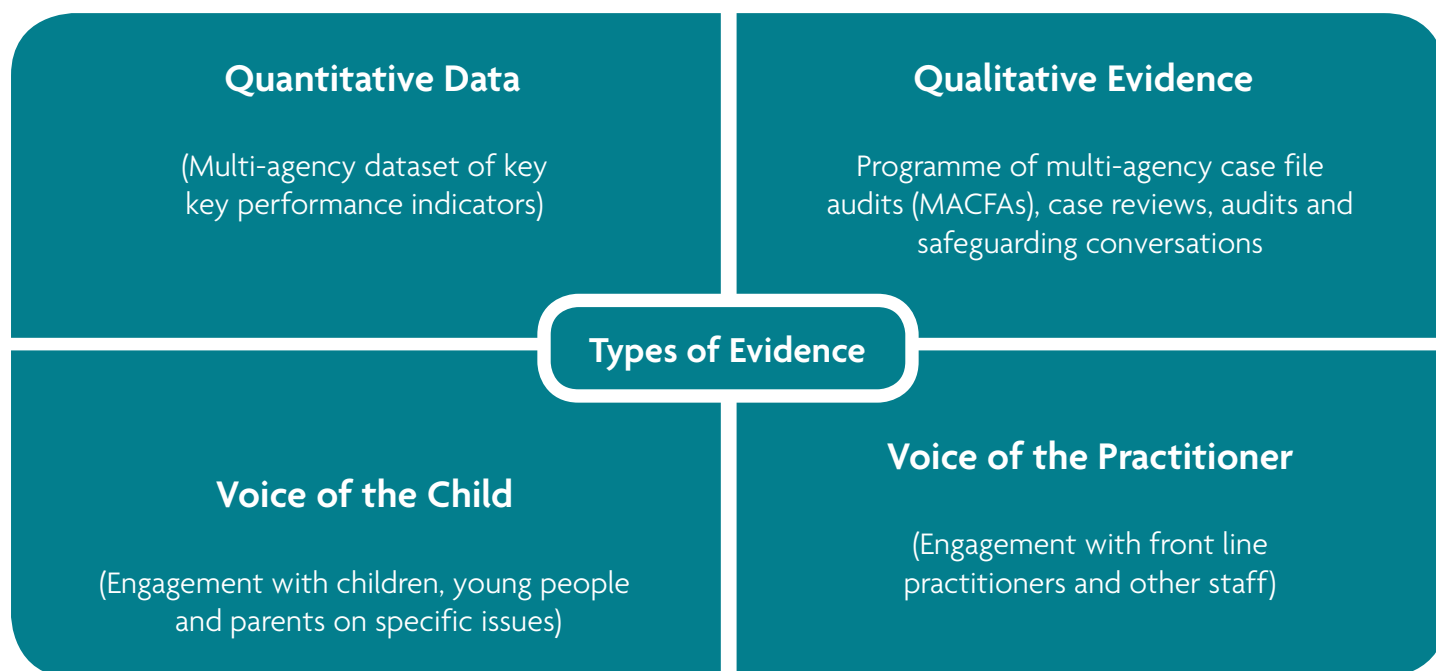 Quantitative Data
(Multi-agency dataset of key
key performance indicators)
Qualitative Evidence
Programme of multi-agency case file
audits (MACFAs), case reviews, audits and
safeguarding conversations
Types of Evidence
Voice of the Child
(Engagement with children, young people
and parents on specific issues)
Voice of the Practitioner
(Engagement with front line
practitioners and other staff)